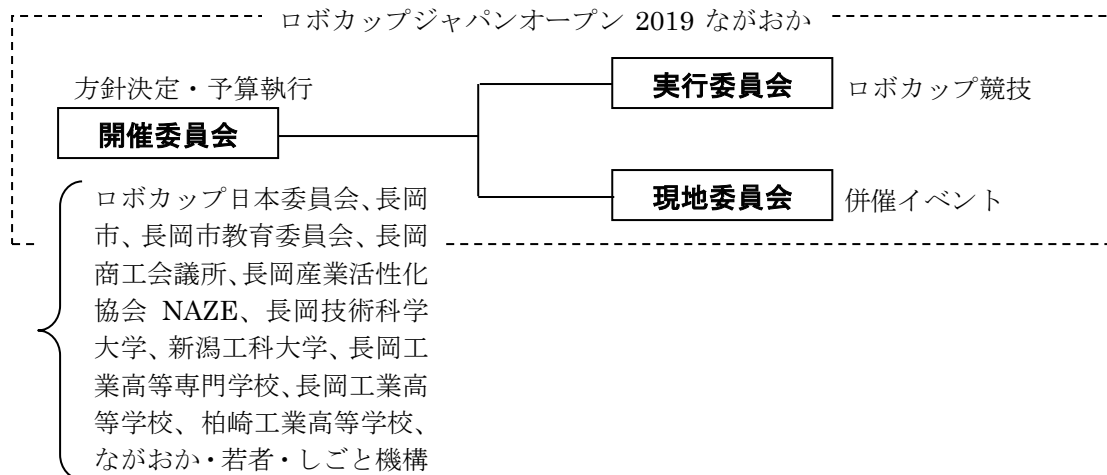 ロボカップジャパンオープン 2019 ながおか
方針決定・予算執行
開催委員会
実行委員会
ロボカップ競技
現地委員会
併催イベント
ロボカップ日本委員会、長岡
市、長岡市教育委員会、長岡
商工会議所、長岡産業活性化
協会 NAZE、長岡技術科学
大学、新潟工科大学、長岡工
業高等専門学校、長岡工業高
等学校、柏崎工業高等学校、
ながおか・若者・しごと機構